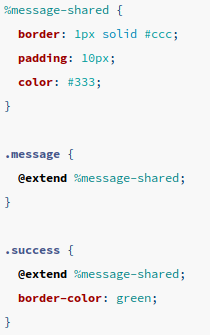 %message-shared {
  border: 1px solid #ccc;
  padding: 10px;
  color: #333;
}

.message {
  @extend %message-shared;
}

.success {
  @extend %message-shared;
  border-color: green;
}